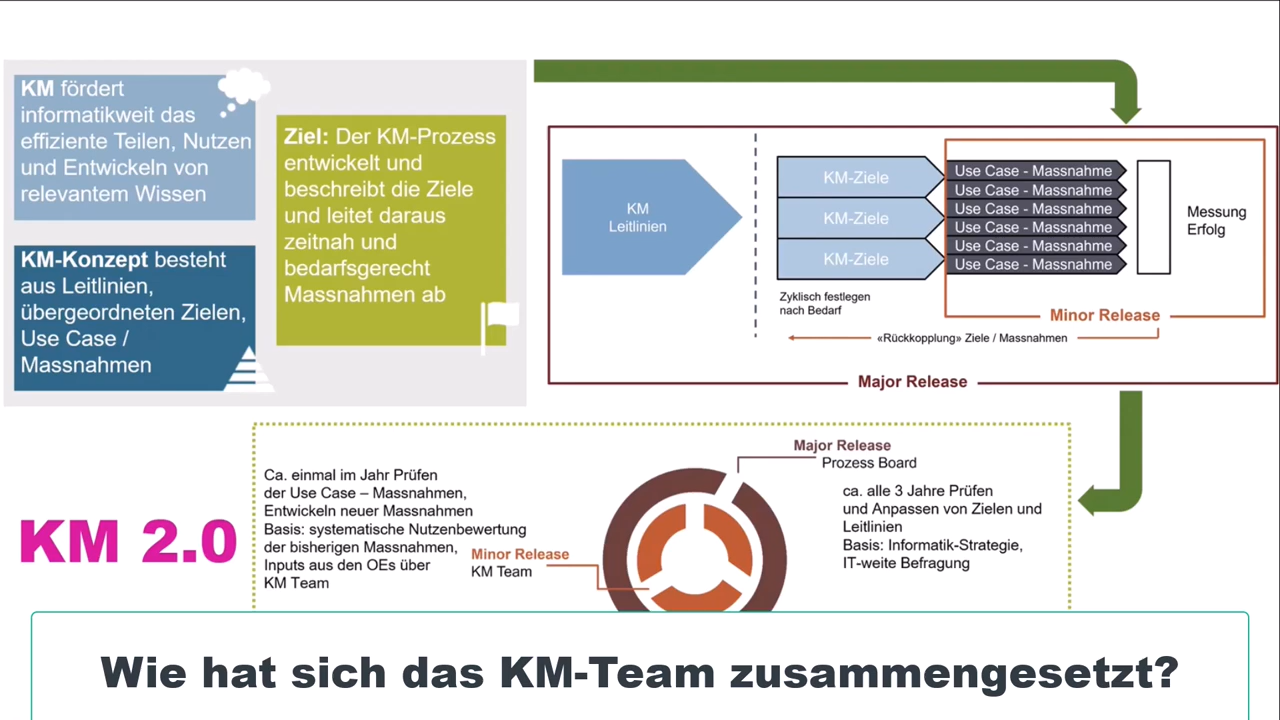 KM fördert
informatikweit das
effiziente Teilen, Nutzen
und Entwickeln von
relevantem Wissen
KM-Konzept besteht
aus Leitlinien,
übergeordneten Zielen,
Use Case /
Massnahmen
Ziel: Der KM-Prozess
entwickelt und
beschreibt die Ziele
und leitet daraus
zeitnah und
bedarfsgerecht
Massnahmen ab
KM
Leitlinien
KM-Ziele
KM-Ziele
KM-Ziele
Zyklisch festlegen
nach Bedarf
Use Case - Massnahme
Use Case - Massnahme
Use Case - Massnahme
Use Case - Massnahme
Use Case - Massnahme
Use Case - Massnahme
Messung
Erfolg
Minor Release
«Rückkopplung» Ziele / Massnahmen
Major Release
KM 2.0
Ca. einmal im Jahr Prüfen
der Use Case – Massnahmen,
Entwickeln neuer Massnahmen
Basis: systematische Nutzenbewertung
der bisherigen Massnahmen,
Inputs aus den OEs über
KM Team
Minor Release
KM Team
Major Release
Prozess Board
ca. alle 3 Jahre Prüfen
und Anpassen von Zielen und
Leitlinien
Basis: Informatik-Strategie,
IT-weite Befragung
Wie hat sich das KM-Team zusammengesetzt?